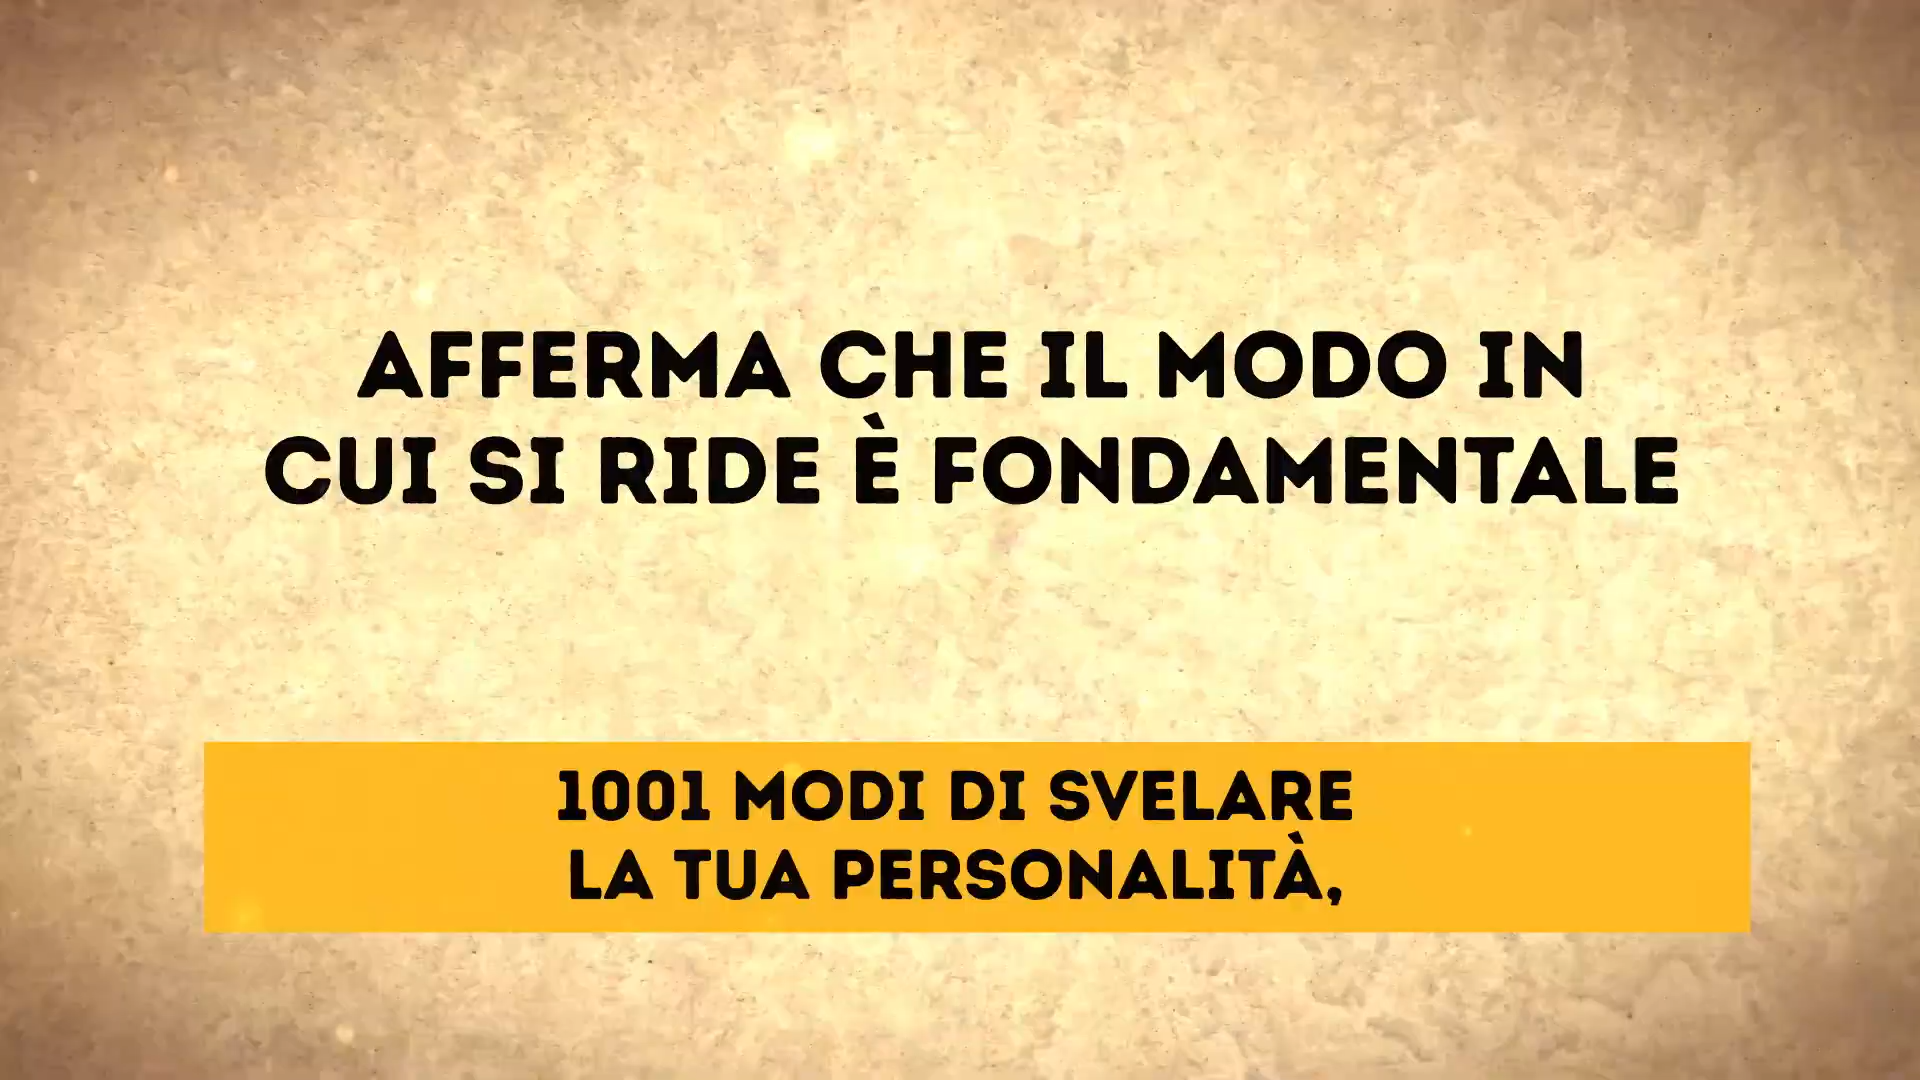 AFFERMA CHE IL MODO IN
CUI SI RIDE È FONDAMENTALE
1001 MODI DI SVELARE
LA TUA PERSONALITÀ,